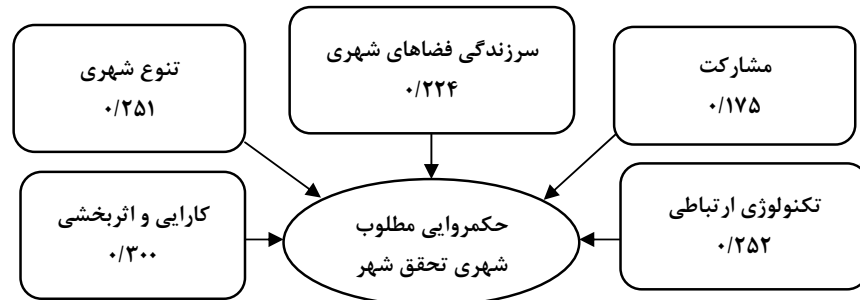 مشارکت
۰/۱۷۵
سرزندگی فضاهای شهری
۰/۲۲۴
تنوع شهری
۰/۲۵۱
تکنولوژی ارتباطی
۰/۲۵۲
حکمروایی مطلوب
شهری تحقق شهر
کارایی و اثربخشی
۰/۳۰۰